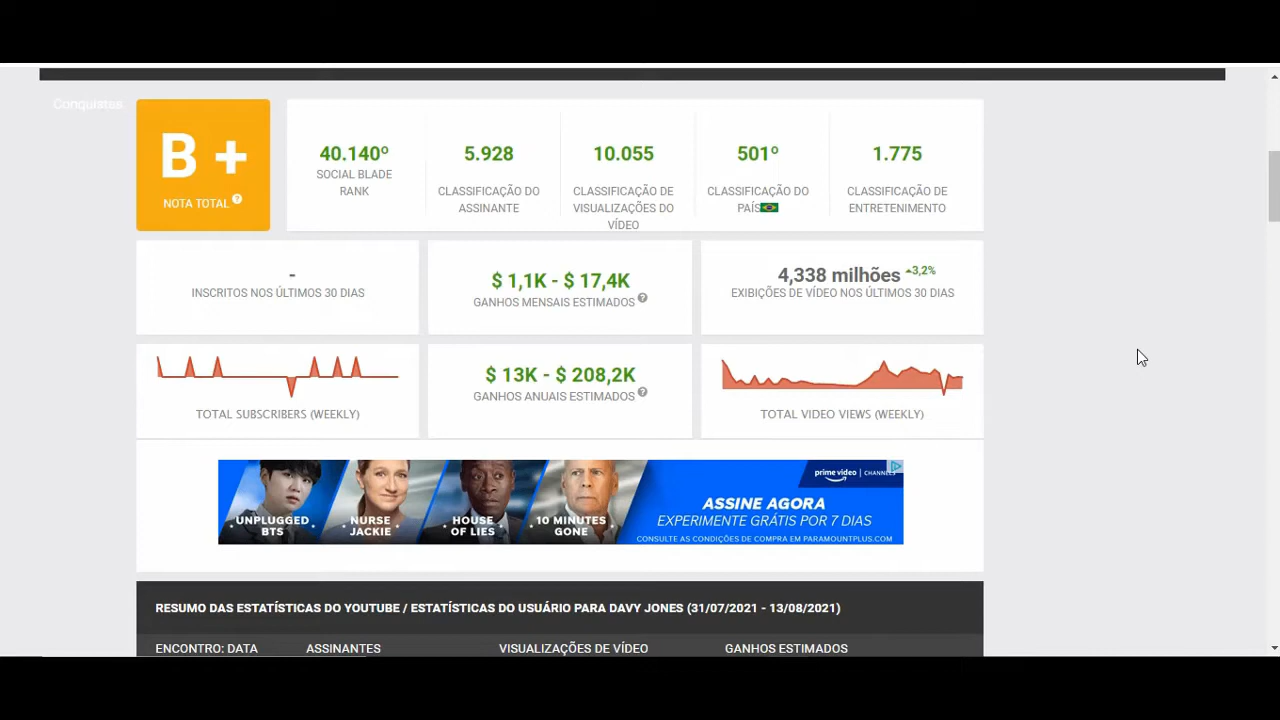 Conquistas
B +
NOTA TOTAL ?
40.140º
SOCIAL BLADE
RANK
5.928
CLASSIFICAÇÃO DO
ASSINANTE
10.055
CLASSIFICAÇÃO DE
VISUALIZAÇÕES DO
VÍDEO
501º
CLASSIFICAÇÃO DO
PAÍS
1.775
CLASSIFICAÇÃO DE
ENTRETENIMENTO
-
INSCRITOS NOS ÚLTIMOS 30 DIAS
$ 1,1K - $ 17,4K
GANHOS MENSAIS ESTIMADOS ?
4,338 milhões 3,2%
EXIBIÇÕES DE VÍDEO NOS ÚLTIMOS 30 DIAS
TOTAL SUBSCRIBERS (WEEKLY)
$ 13K - $ 208,2K
GANHOS ANUAIS ESTIMADOS ?
TOTAL VIDEO VIEWS (WEEKLY)
UNPLUGGED
BTS
NURSE
JACKIE
HOUSE
OF LIES
10 MINUTES
GONE
prime video | CHANNELS
ASSINE AGORA
EXPERIMENTE GRÁTIS POR 7 DIAS
CONSULTE AS CONDIÇÕES DE COMPRA EM PARAMOUNTPLUS.COM
RESUMO DAS ESTATÍSTICAS DO YOUTUBE / ESTATÍSTICAS DO USUÁRIO PARA DAVY JONES (31/07/2021 - 13/08/2021)
ENCONTRO: DATA ASSINANTES VISUALIZAÇÕES DE VÍDEO GANHOS ESTIMADOS